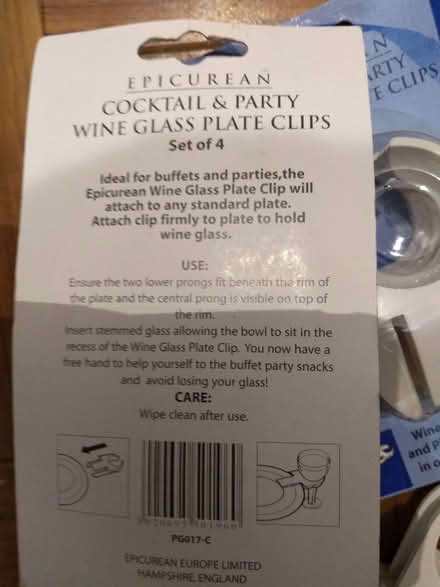 EPICUREAN
COCKTAIL & PARTY
WINE GLASS PLATE CLIPS
Set of 4
Ideal for buffets and parties,the
Epicurean Wine Glass Plate Clip will
attach to any standard plate.
Attach clip firmly to plate to hold
wine glass.
USE:
Ensure the two lower prongs fit beneath the rim of
the plate and the central prong is visible on top of
the rim.
Insert stemmed glass allowing the bowl to sit in the
recess of the Wine Glass Plate Clip. You now have a
free hand to help yourself to the buffet party snacks
and avoid losing your glass!
CARE:
Wipe clean after use.
PG017-C
EPICUREAN EUROPE LIMITED
HAMPSHIRE, ENGLAND
N
ARTY
E CLIPS
Wine
and P
in o